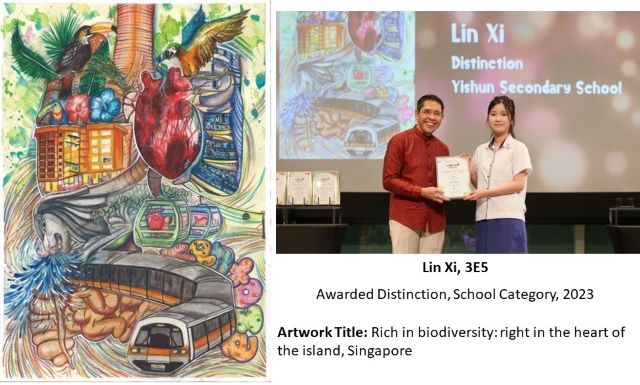 Lin Xi
Distinction
Yishun Secondary School
Lin Xi, 3E5
Awarded Distinction, School Category, 2023
Artwork Title: Rich in biodiversity: right in the heart of
the island, Singapore